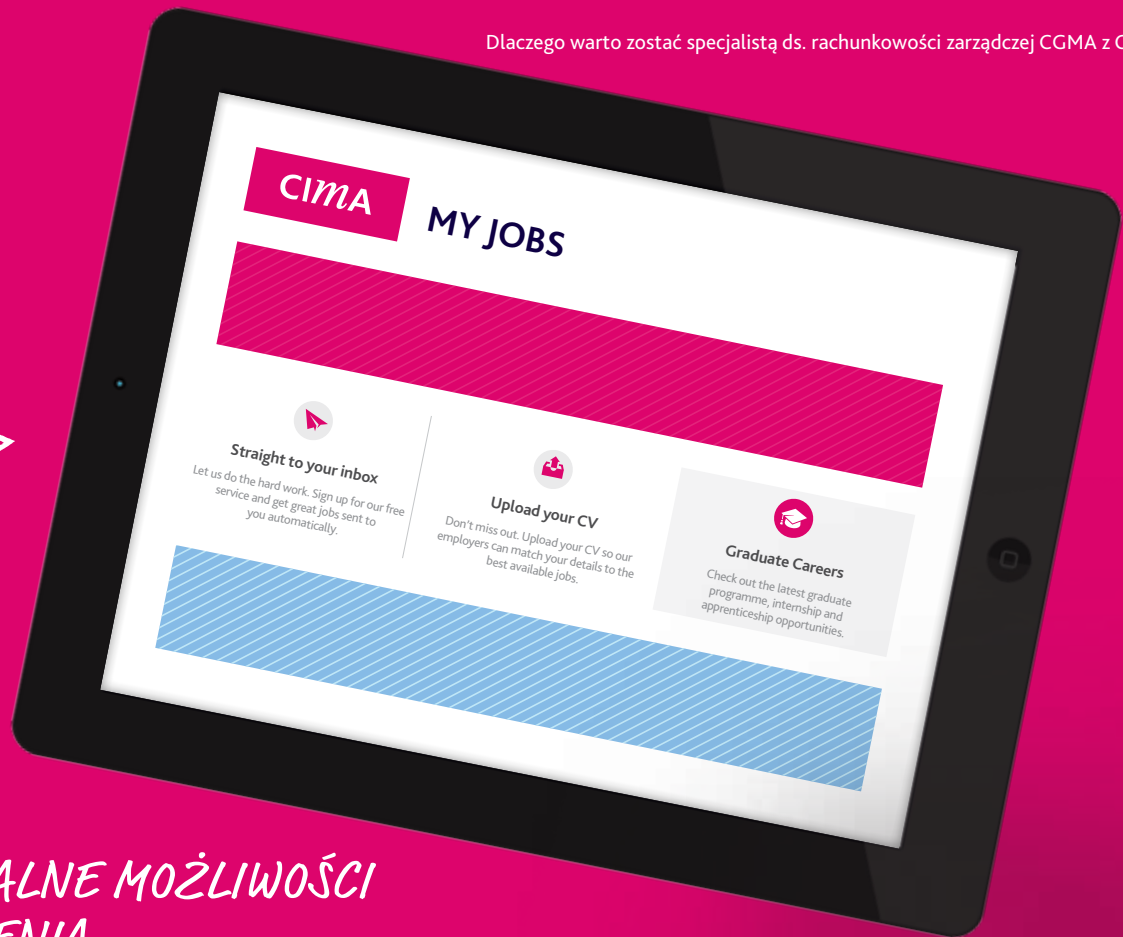 Dlaczego warto zostać specjalistą ds. rachunkowości zarządczej CGMA z
CIMA
MY JOBS
Straight to your inbox
Let us do the hard work. Sign up for our free
service and get great jobs sent to
you automatically.
Upload your CV
Don't miss out. Upload your CV so our
employers can match your details to the
best available jobs.
Graduate Careers
Check out the latest graduate
programme, internship and
apprenticeship opportunities.
ALNE MOŻLIWOŚCI
ENIA